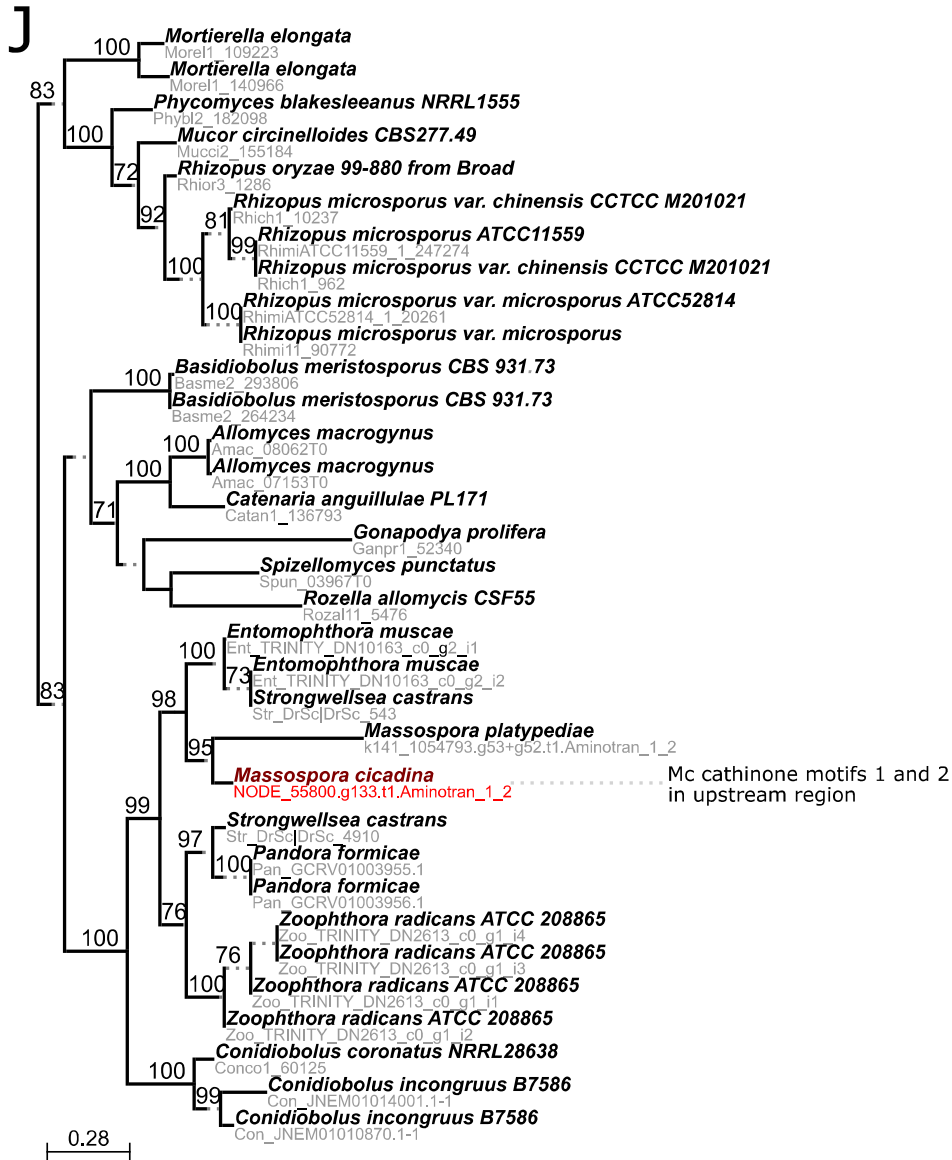 J
Mortierella elongata
Morel1_109223
100
Mortierella elongata
Morel1_140966
83
Phycomyces blakesleeanus NRRL1555
Phybl2_182098
100
Mucor circinelloides CBS277.49
Mucci2_155184
72
Rhizopus oryzae 99-880 from Broad
Rhior3_1286
92
Rhizopus microsporus var. chinensis CCTCC M201021
Rhich1_10237
81
Rhizopus microsporus ATCC11559
RhimiATCC11559_1_247274
99
Rhizopus microsporus var. chinensis CCTCC M201021
Rhich1_962
100
Rhizopus microsporus var. microsporus ATCC52814
RhimiATCC52814_1_20261
100
Rhizopus microsporus var. microsporus
Rhimi11_90772
Basidiobolus meristosporus CBS 931.73
Basme2_293806
100
Basidiobolus meristosporus CBS 931.73
Basme2_264234
Allomyces macrogynus
Amac_08062T0
100
Allomyces macrogynus
Amac_07153T0
100
Catenaria anguillulae PL171
Catan1_136793
71
Gonapodya prolifera
Ganpr1_52340
Spizellomyces punctatus
Spun_03967T0
Rozella allomycis CSF55
Rozal11_5476
Entomophthora muscae
Ent_TRINITY_DN10163_c0_g2_i1
100
Entomophthora muscae
Ent_TRINITY_DN10163_c0_g2_i2
73
Strongwellsea castrans
Str_DrSc|DrSc_543
83
98
Massospora platypediae
k141_1054793.g53+g52.t1.Aminotran_1_2
95
Massospora cicadina
NODE_55800.g133.t1.Aminotran_1_2
Mc cathinone motifs 1 and 2
in upstream region
99
Strongwellsea castrans
Str_DrSc|DrSc_4910
97
Pandora formicae
Pan_GCRV01003955.1
100
Pandora formicae
Pan_GCRV01003956.1
76
Zoophthora radicans ATCC 208865
Zoo_TRINITY_DN2613_c0_g1_i4
100
76
Zoophthora radicans ATCC 208865
Zoo_TRINITY_DN2613_c0_g1_i3
Zoophthora radicans ATCC 208865
Zoo_TRINITY_DN2613_c0_g1_i1
100
Zoophthora radicans ATCC 208865
Zoo_TRINITY_DN2613_c0_g1_i2
Conidiobolus coronatus NRRL28638
Conco1_60125
100
Conidiobolus incongruus B7586
Con_JNEM01014001.1-1
99
Conidiobolus incongruus B7586
Con_JNEM01010870.1-1
0.28